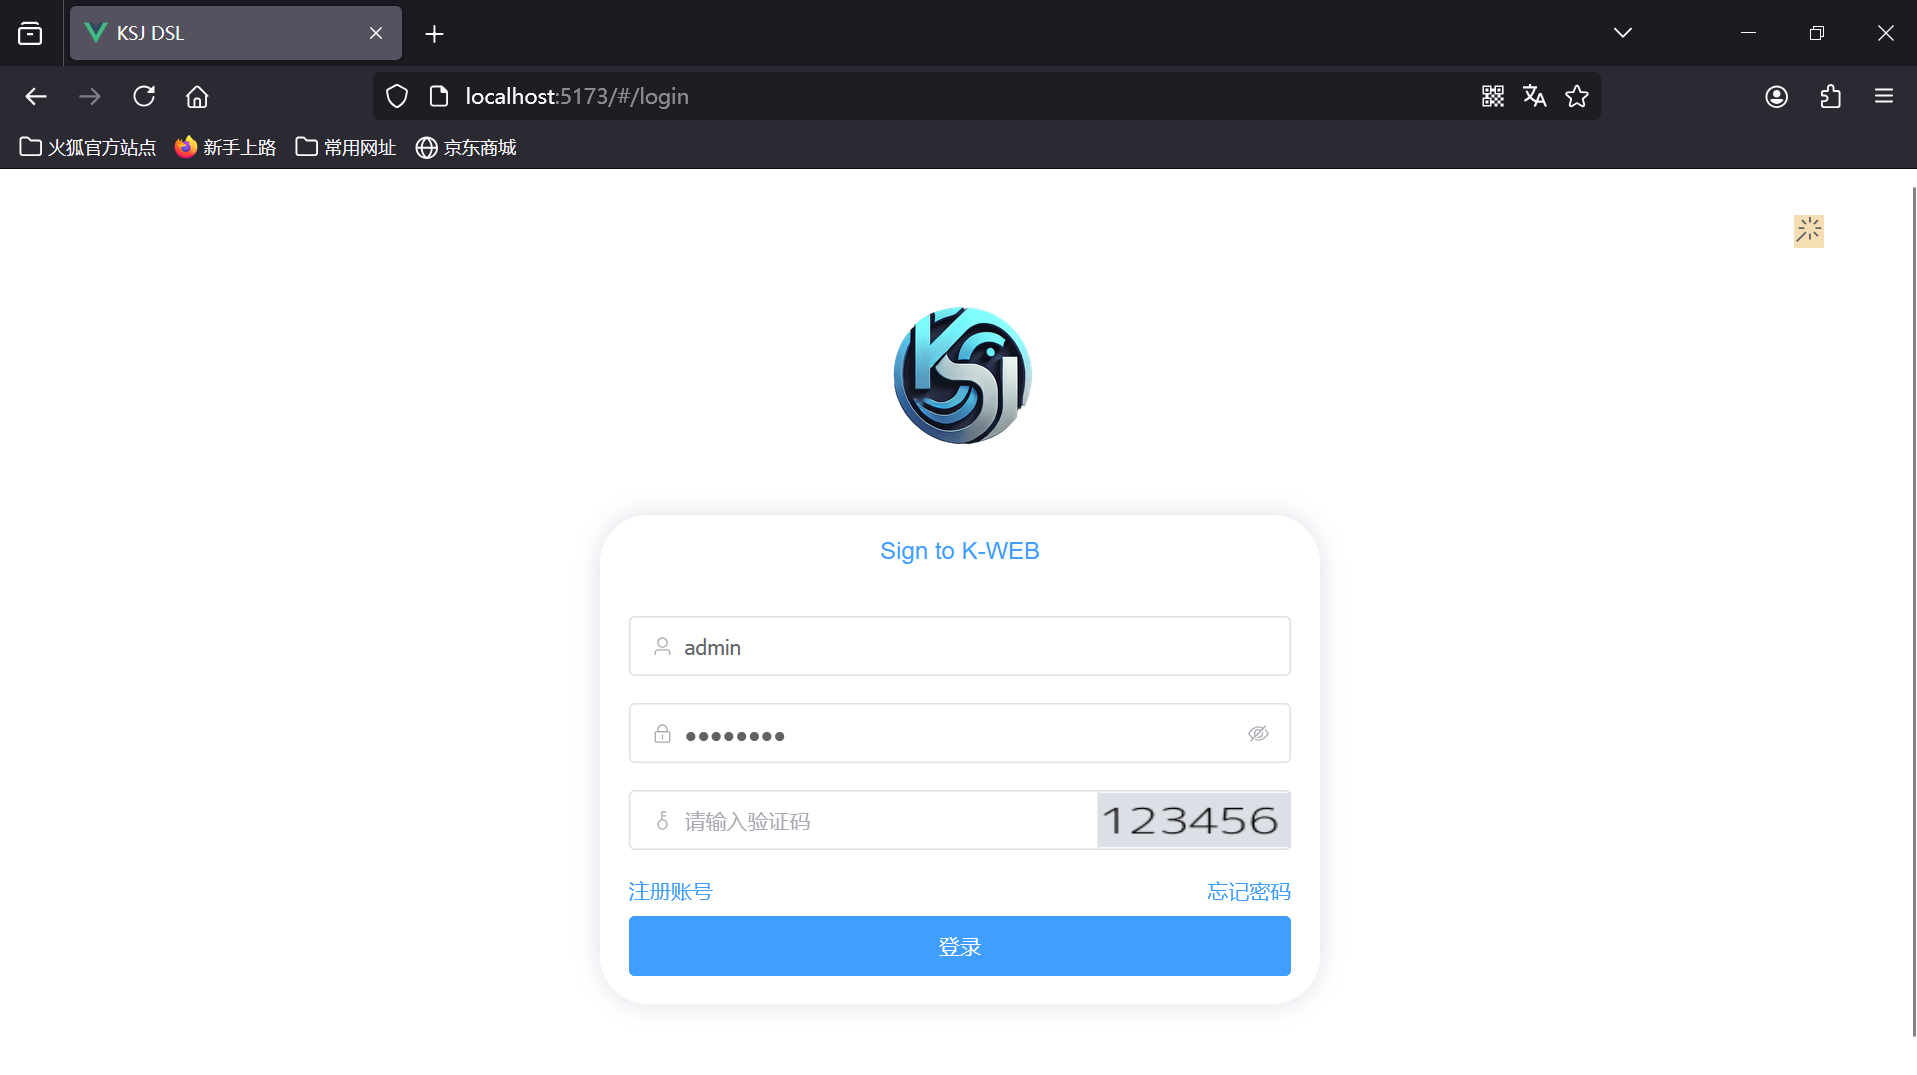 KSJ DSL
localhost:5173/#/login
火狐官方站点 新手上路 常用网址 京东商城
KSJ
Sign to K-WEB
admin
请输入验证码 123456
注册账号 忘记密码
登录